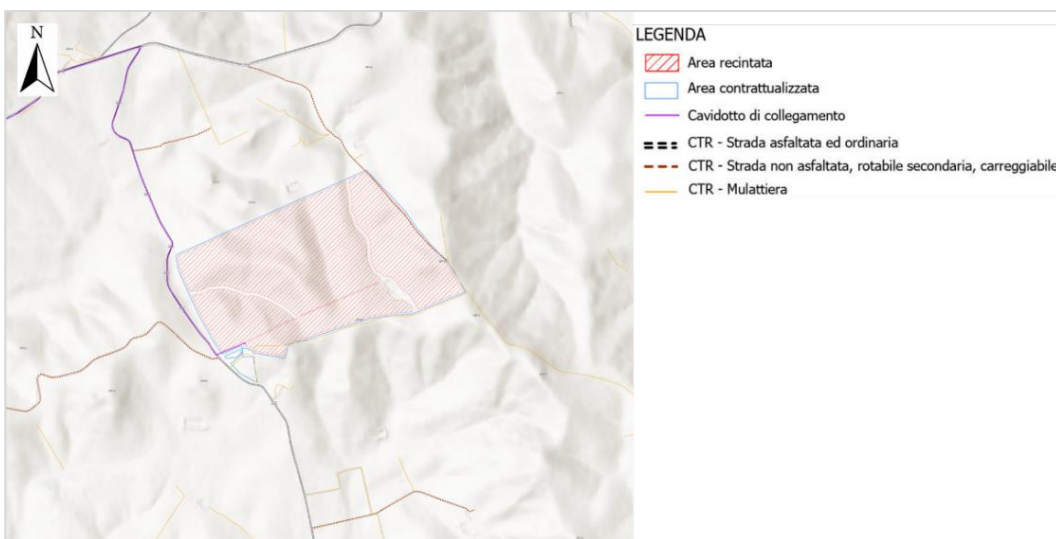 N
LEGENDA
Area recintata
Area contrattualizzata
Cavidotto di collegamento
CTR - Strada asfaltata ed ordinaria
CTR - Strada non asfaltata, rotabile secondaria, carreggiabile
CTR - Mulattiera